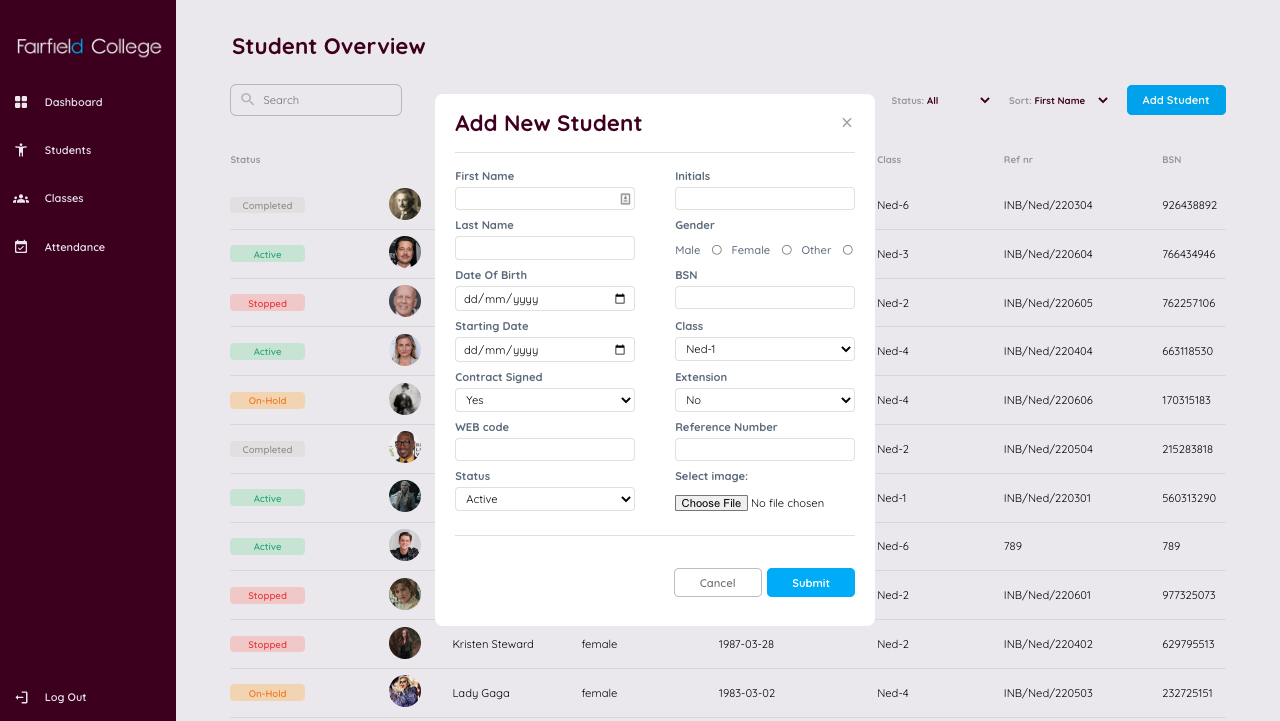 Fairfield College
Dashboard
Students
Classes
Attendance
Log Out
Student Overview
Search
Status: All
Sort: First Name
Add Student
Status
Class
Ref nr
BSN
Completed
Ned-6
INB/Ned/220304
926438892
Active
Ned-3
INB/Ned/220604
766434946
Stopped
Ned-2
INB/Ned/220605
762257106
Active
Ned-4
INB/Ned/220404
663118530
On-Hold
Ned-4
INB/Ned/220606
170315183
Completed
Ned-2
INB/Ned/220504
215283818
Active
Ned-1
INB/Ned/220301
560313290
Active
Ned-6
789
789
Stopped
Ned-2
INB/Ned/220601
977325073
Stopped
Kristen Steward
female
1987-03-28
Ned-2
INB/Ned/220402
629795513
On-Hold
Lady Gaga
female
1983-03-02
Ned-4
INB/Ned/220503
232725151
Add New Student
×
First Name
Initials
Last Name
Gender
Male
Female
Other
Date Of Birth
BSN
dd/mm/yyyy
Starting Date
Class
dd/mm/yyyy
Ned-1
Contract Signed
Extension
Yes
No
WEB code
Reference Number
Status
Select image:
Active
Choose File No file chosen
Cancel
Submit